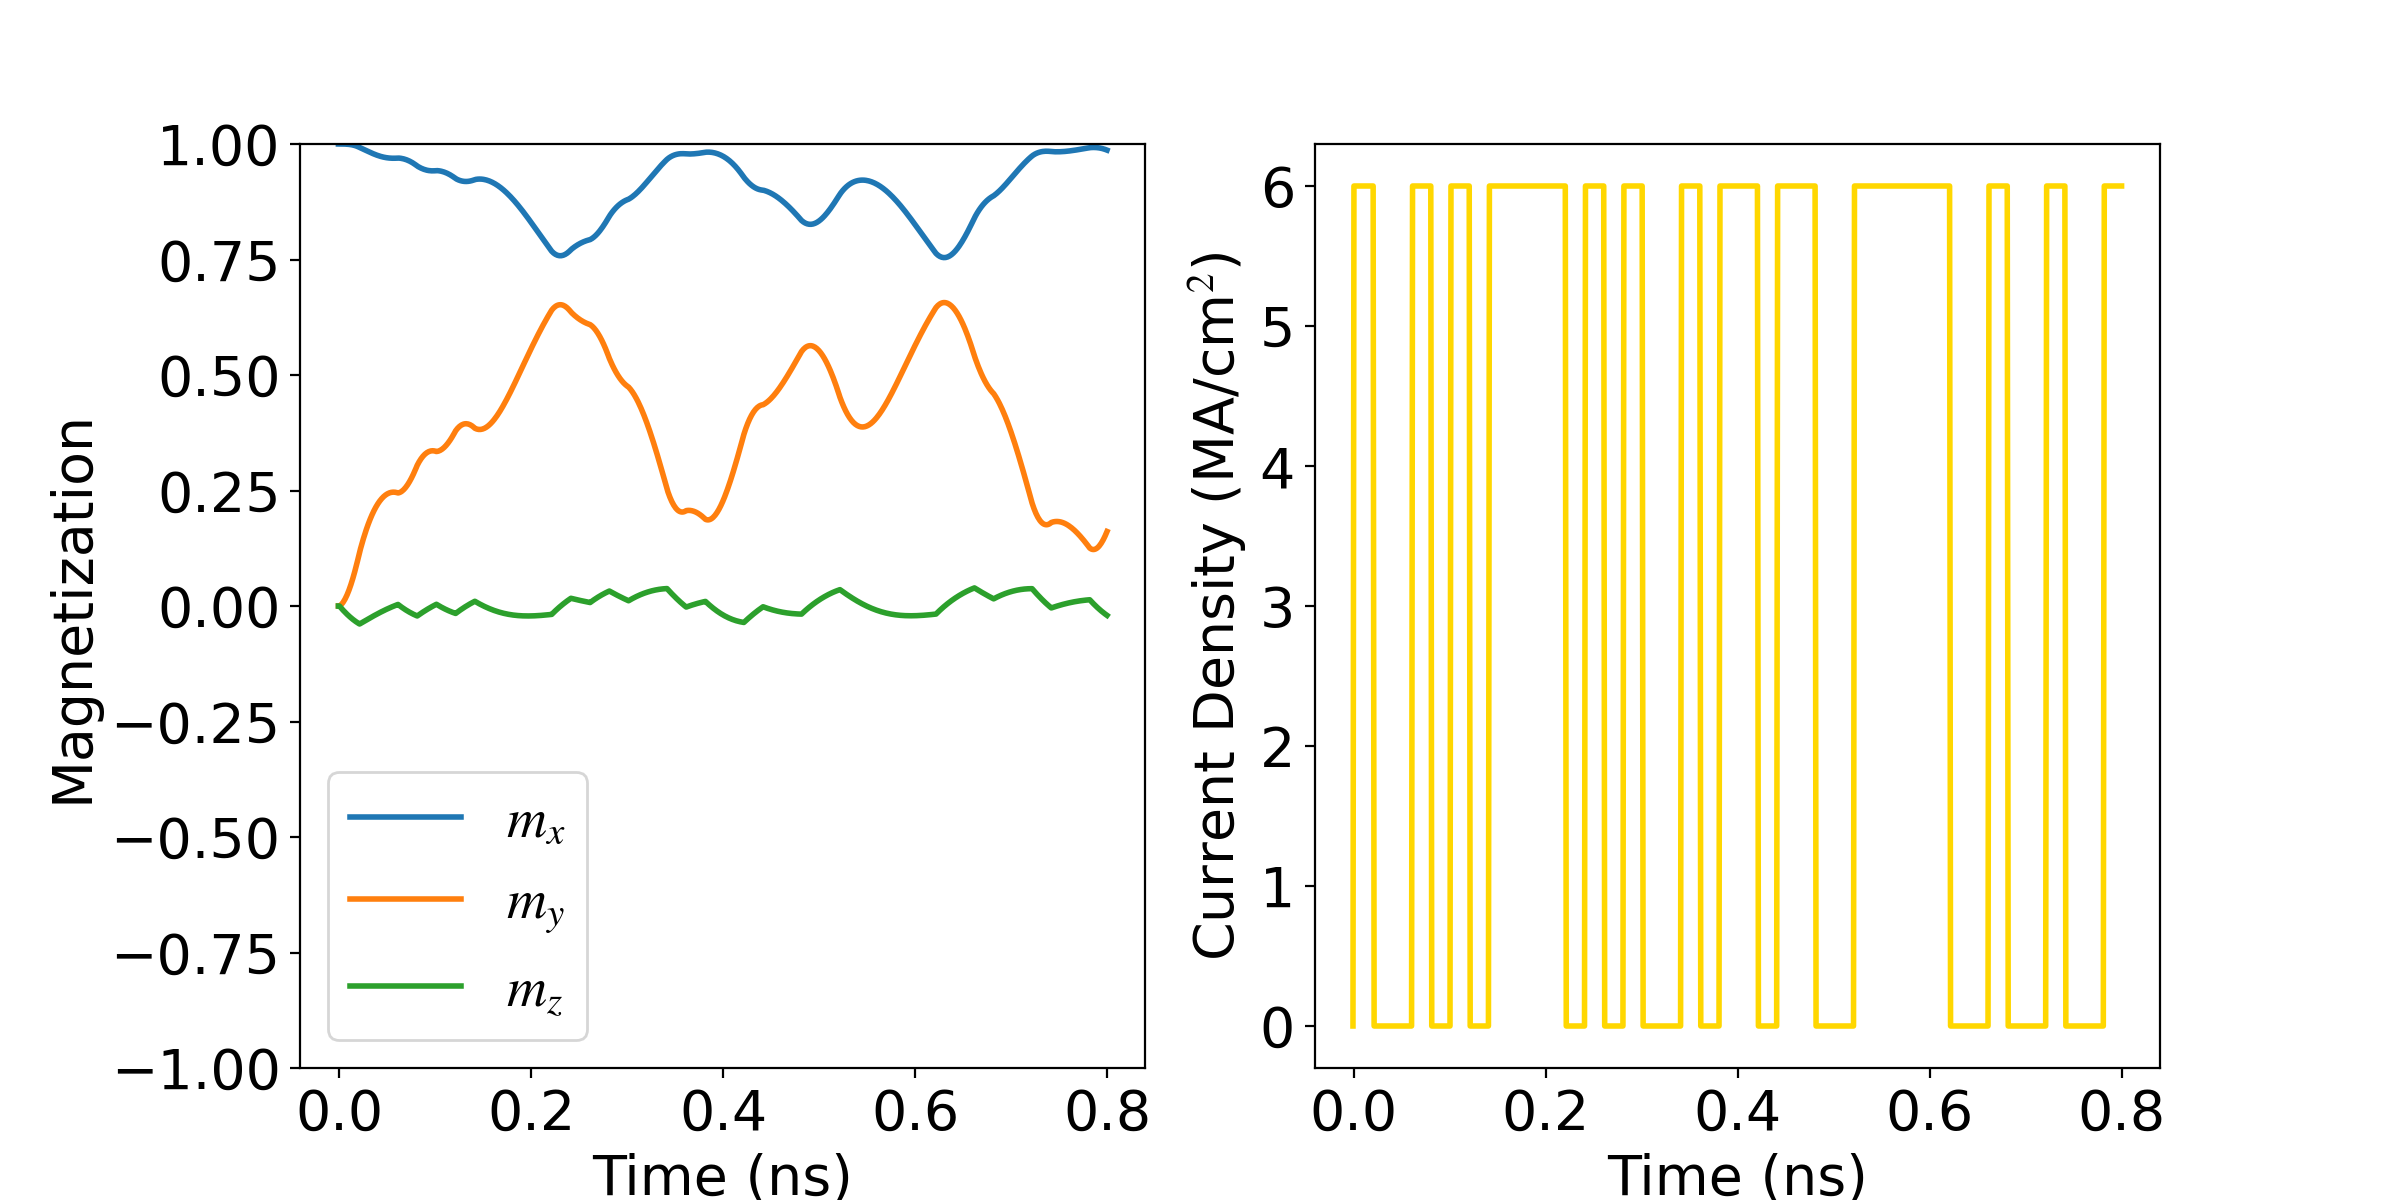 Magnetization
1.00
0.75
0.50
0.25
0.00
−0.25
−0.50
−0.75
−1.00
m_x
m_y
m_z
0.0 0.2 0.4 0.6 0.8
Time (ns)
Current Density (MA/cm²)
6
5
4
3
2
1
0
0.0 0.2 0.4 0.6 0.8
Time (ns)